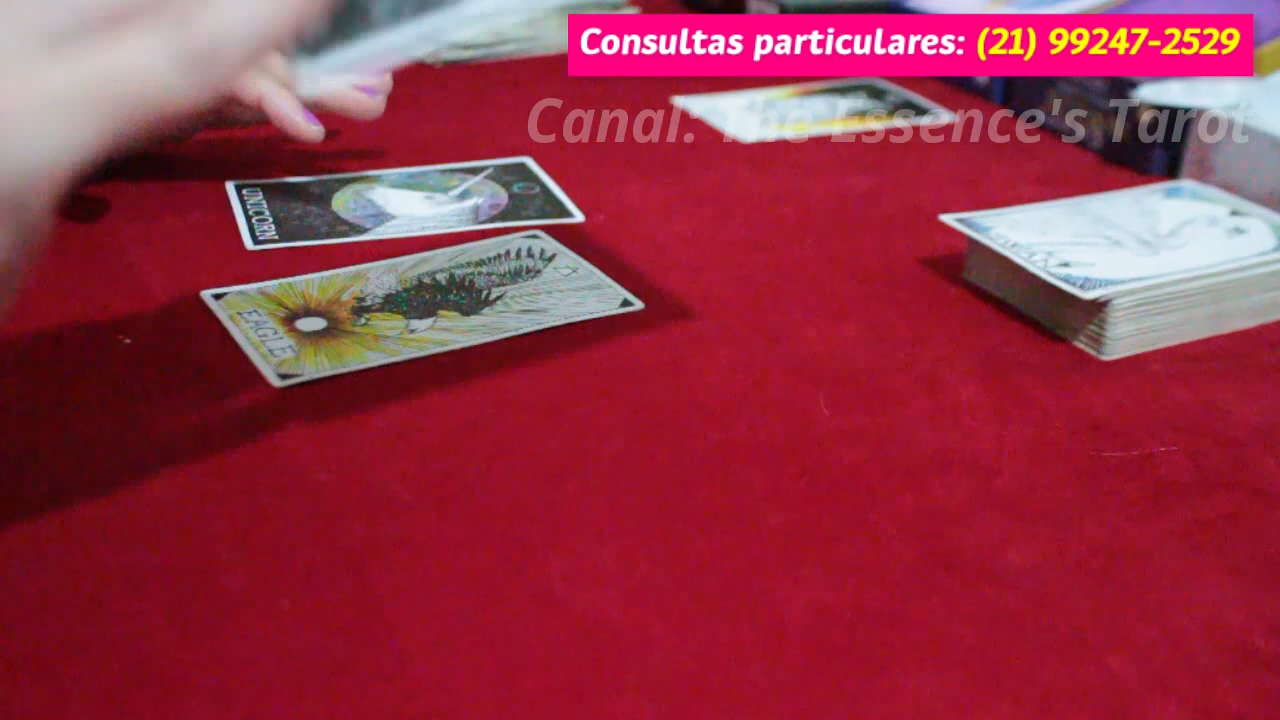 Consultas particulares: (21) 99247-2529
Canal: The Essence's Tarot
UNICORN
EAGLE